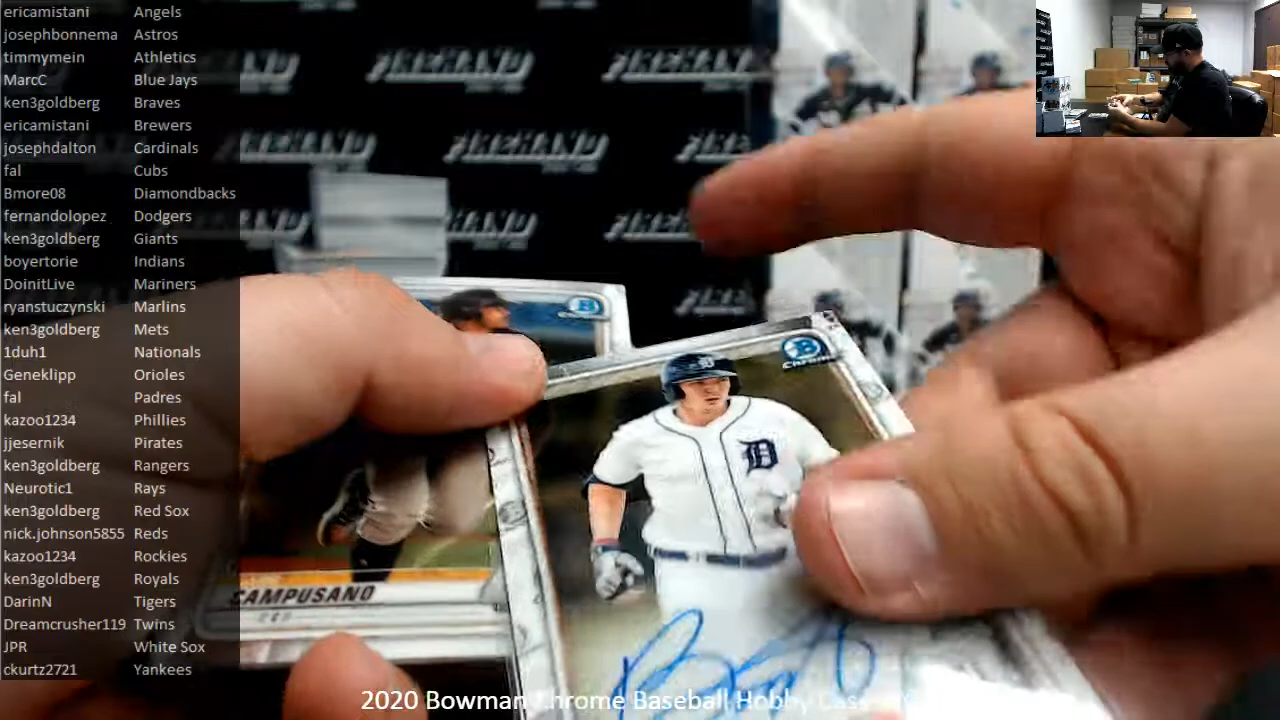 ericamistani Angels
josephbonnema Astros
timmymein Athletics
MarcC Blue Jays
ken3goldberg Braves
ericamistani Brewers
josephdalton Cardinals
fal Cubs
Bmore08 Diamondbacks
fernandolopez Dodgers
ken3goldberg Giants
boyertorie Indians
DoinitLive Mariners
ryanstuczynski Marlins
ken3goldberg Mets
1duh1 Nationals
Geneklipp Orioles
fal Padres
kazoo1234 Phillies
jjesernik Pirates
ken3goldberg Rangers
Neurotic1 Rays
ken3goldberg Red Sox
nick.johnson5855 Reds
kazoo1234 Rockies
ken3goldberg Royals
DarinN Tigers
Dreamcrusher119 Twins
JPR White Sox
ckurtz2721 Yankees
B
B
Chrome
D
D
CAMPUSANO
2020 Bowman Chrome Baseball Hobby